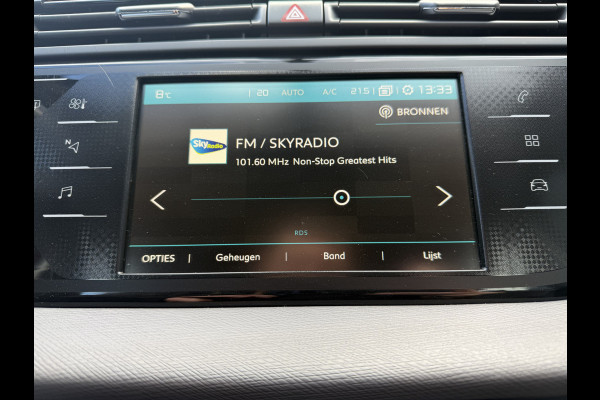 8°C | 20 AUTO A/C 21.5 13:33
BRONNEN
Sky Radio
FM / SKYRADIO
101.60 MHz Non-Stop Greatest Hits
RDS
OPTIES | Geheugen | Band | Lijst
N